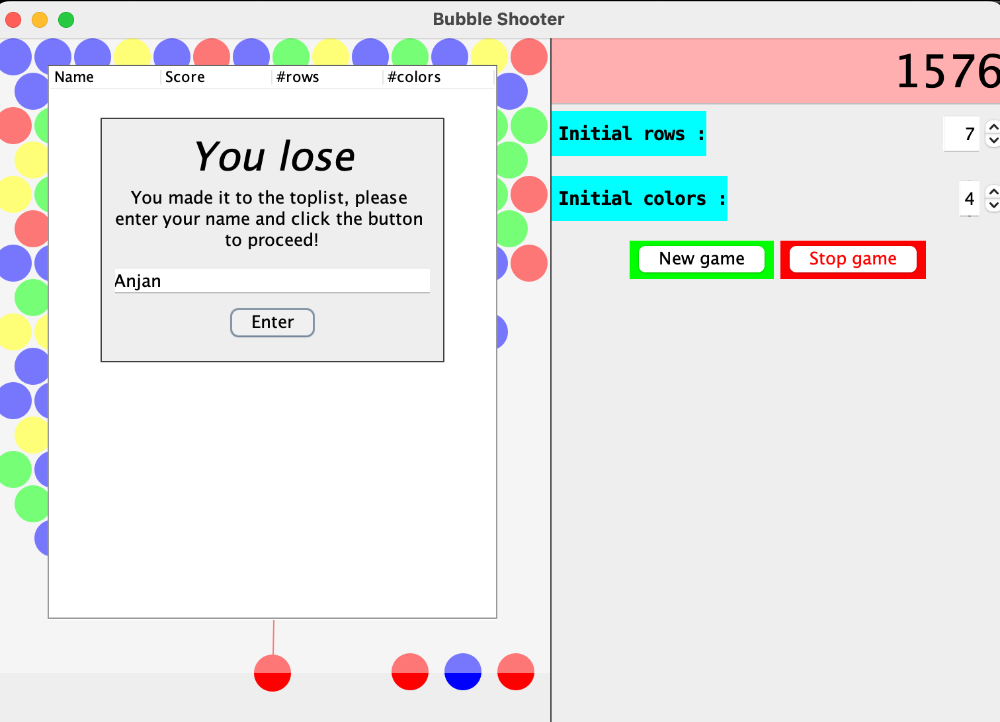 Bubble Shooter
Name Score #rows #colors
You lose
You made it to the toplist, please
enter your name and click the button
to proceed!
Anjan
Enter
1576
Initial rows :
7
Initial colors :
4
New game
Stop game